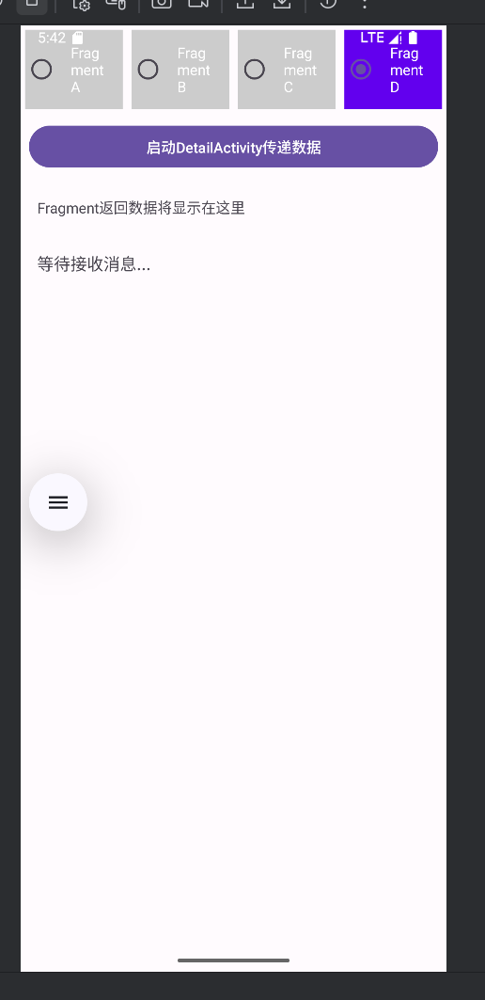 5:42
LTE
Frag
ment
A
Frag
ment
B
Frag
ment
C
Frag
ment
D
启动DetailActivity传递数据
Fragment返回数据将显示在这里
等待接收消息...